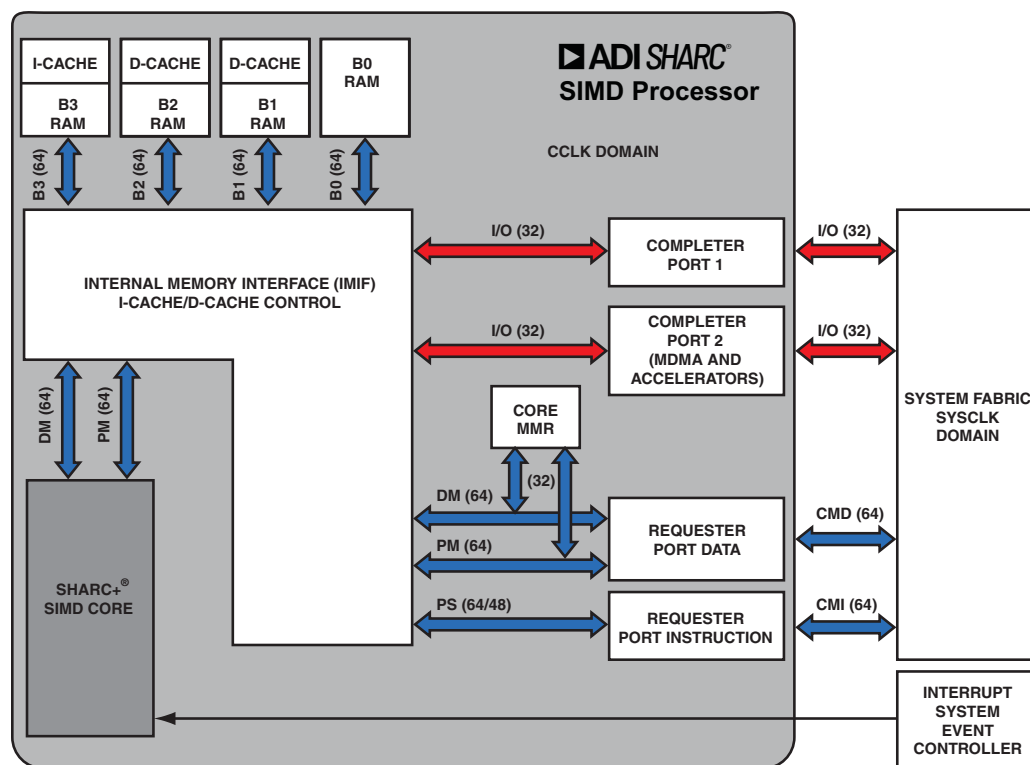 ADI SHARC®
SIMD Processor
I-CACHE
D-CACHE
D-CACHE
B0
RAM
B3
RAM
B2
RAM
B1
RAM
B3 (64)
B2 (64)
B1 (64)
B0 (64)
CCLK DOMAIN
INTERNAL MEMORY INTERFACE (IMIF)
I-CACHE/D-CACHE CONTROL
I/O (32)
COMPLETER
PORT 1
I/O (32)
I/O (32)
COMPLETER
PORT 2
(MDMA AND
ACCELERATORS)
I/O (32)
DM (64)
PM (64)
CORE
MMR
(32)
SYSTEM FABRIC
SYSCLK
DOMAIN
DM (64)
PM (64)
REQUESTER
PORT DATA
CMD (64)
SHARC+®
SIMD CORE
PS (64/48)
REQUESTER
PORT INSTRUCTION
CMI (64)
INTERRUPT
SYSTEM
EVENT
CONTROLLER